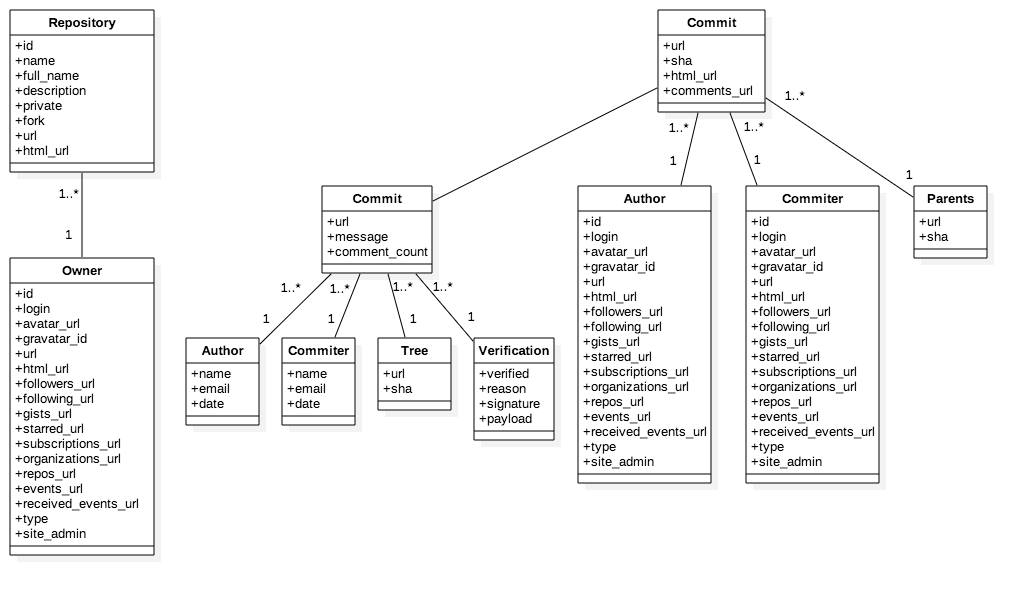 Repository
+id
+name
+full_name
+description
+private
+fork
+url
+html_url
1..*
1
Owner
+id
+login
+avatar_url
+gravatar_id
+url
+html_url
+followers_url
+following_url
+gists_url
+starred_url
+subscriptions_url
+organizations_url
+repos_url
+events_url
+received_events_url
+type
+site_admin
Commit
+url
+sha
+html_url
+comments_url
1..*
1..*
1..*
1
1
1
Commit
+url
+message
+comment_count
1..*
1..*
1..*
1..*
1
1
1
1
Author
+name
+email
+date
Commiter
+name
+email
+date
Tree
+url
+sha
Verification
+verified
+reason
+signature
+payload
Author
+id
+login
+avatar_url
+gravatar_id
+url
+html_url
+followers_url
+following_url
+gists_url
+starred_url
+subscriptions_url
+organizations_url
+repos_url
+events_url
+received_events_url
+type
+site_admin
Commiter
+id
+login
+avatar_url
+gravatar_id
+url
+html_url
+followers_url
+following_url
+gists_url
+starred_url
+subscriptions_url
+organizations_url
+repos_url
+events_url
+received_events_url
+type
+site_admin
Parents
+url
+sha